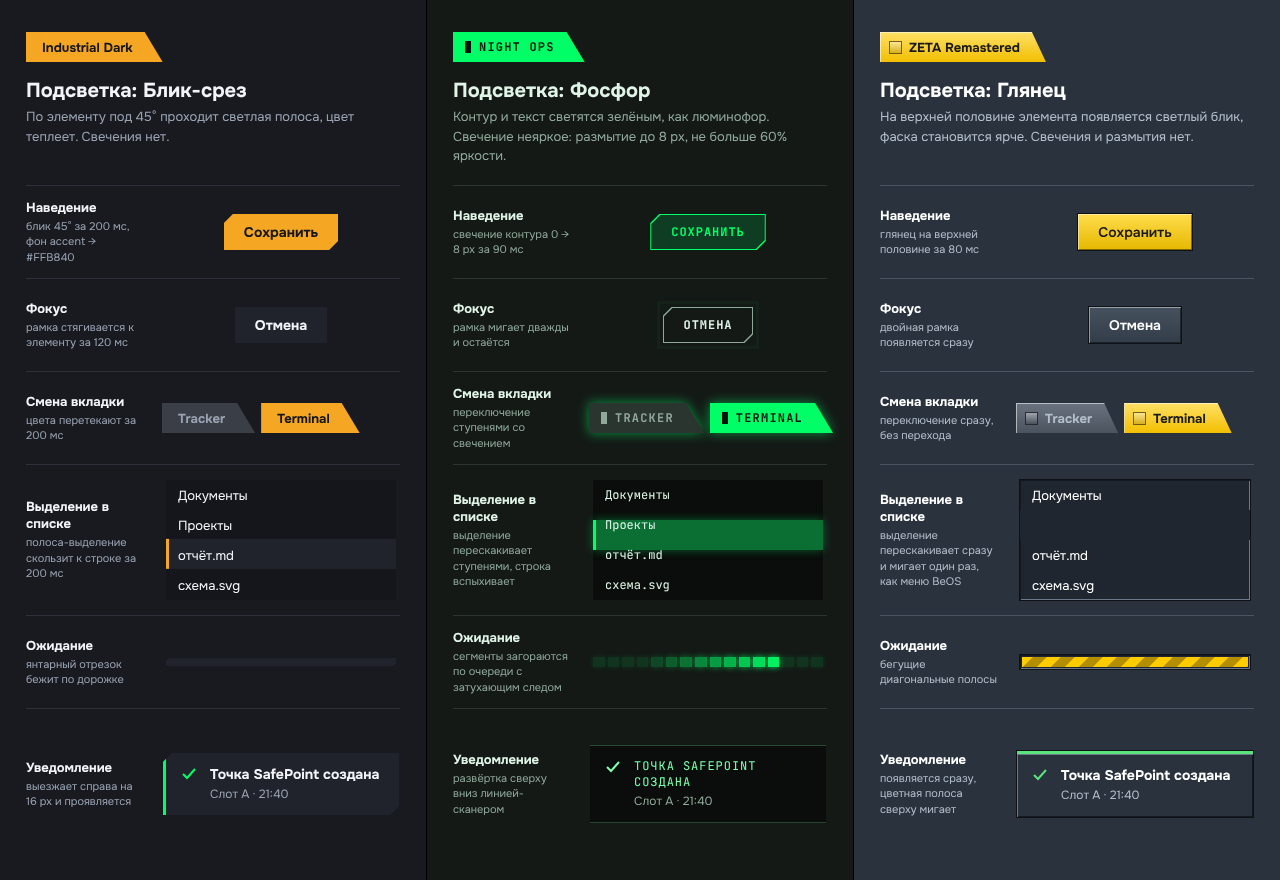 Industrial Dark
Подсветка: Блик-срез
По элементу под 45° проходит светлая полоса, цвет
теплеет. Свечения нет.
Наведение
блик 45° за 200 мс,
фон accent →
#FFB840
Сохранить
Фокус
рамка стягивается к
элементу за 120 мс
Отмена
Смена вкладки
цвета перетекают за
200 мс
Tracker
Terminal
Выделение в
списке
полоса-выделение
скользит к строке за
200 мс
Документы
Проекты
отчёт.md
схема.svg
Ожидание
янтарный отрезок
бежит по дорожке
Уведомление
выезжает справа на
16 px и проявляется
Точка SafePoint создана
Слот A · 21:40
NIGHT OPS
Подсветка: Фосфор
Контур и текст светятся зелёным, как люминофор.
Свечение неяркое: размытие до 8 px, не больше 60%
яркости.
Наведение
свечение контура 0 →
8 px за 90 мс
СОХРАНИТЬ
Фокус
рамка мигает дважды
и остаётся
ОТМЕНА
Смена вкладки
переключение
ступенями со
свечением
TRACKER
TERMINAL
Выделение в
списке
выделение
перескакивает
ступенями, строка
вспыхивает
Документы
Проекты
отчёт.md
схема.svg
Ожидание
сегменты загораются
по очереди с
затухающим следом
Уведомление
развёртка сверху
вниз линией-
сканером
ТОЧКА SAFEPOINT
СОЗДАНА
Слот A · 21:40
ZETA Remastered
Подсветка: Глянец
На верхней половине элемента появляется светлый блик,
фаска становится ярче. Свечения и размытия нет.
Наведение
глянец на верхней
половине за 80 мс
Сохранить
Фокус
двойная рамка
появляется сразу
Отмена
Смена вкладки
переключение сразу,
без перехода
Tracker
Terminal
Выделение в
списке
выделение
перескакивает сразу
и мигает один раз,
как меню BeOS
Документы
отчёт.md
схема.svg
Ожидание
бегущие
диагональные полосы
Уведомление
появляется сразу,
цветная полоса
сверху мигает
Точка SafePoint создана
Слот A · 21:40